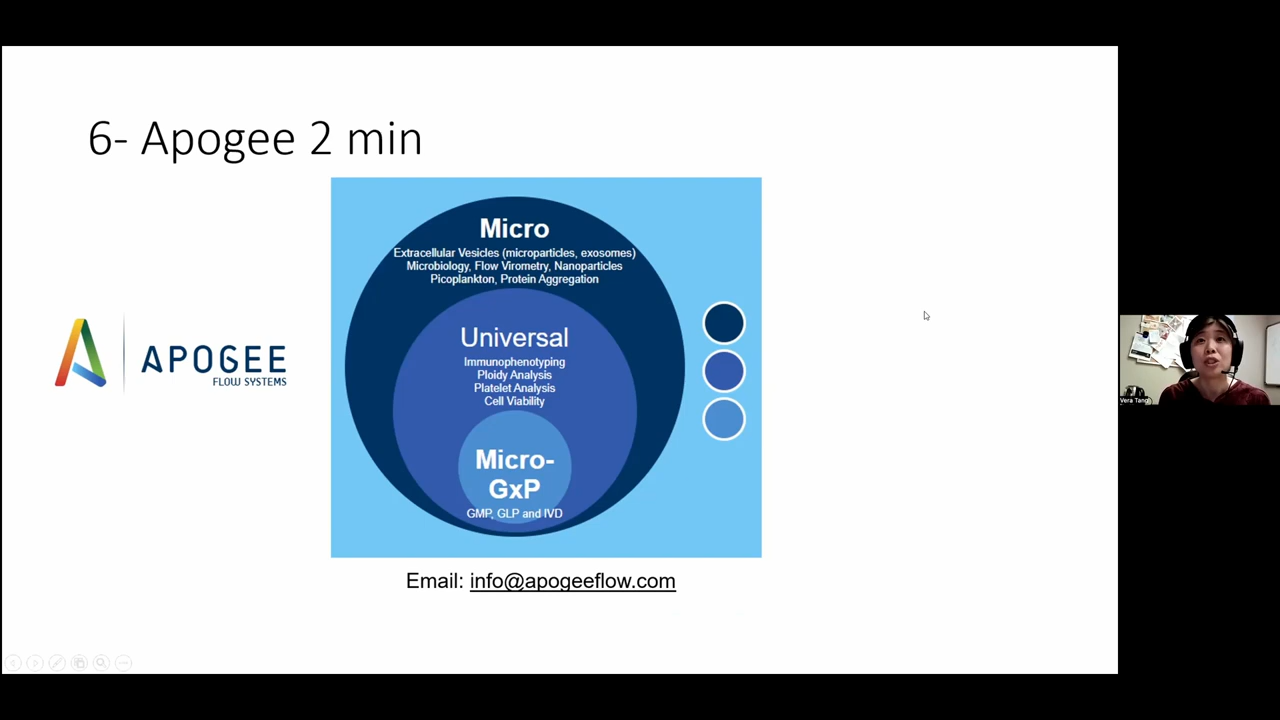 6- Apogee 2 min
Micro
Extracellular Vesicles (microparticles, exosomes)
Microbiology, Flow Virometry, Nanoparticles
Picoplankton, Protein Aggregation
Universal
Immunophenotyping
Ploidy Analysis
Platelet Analysis
Cell Viability
Micro-
GxP
GMP, GLP and IVD
APOGEE
FLOW SYSTEMS
Email: info@apogeeflow.com
Vera Tang